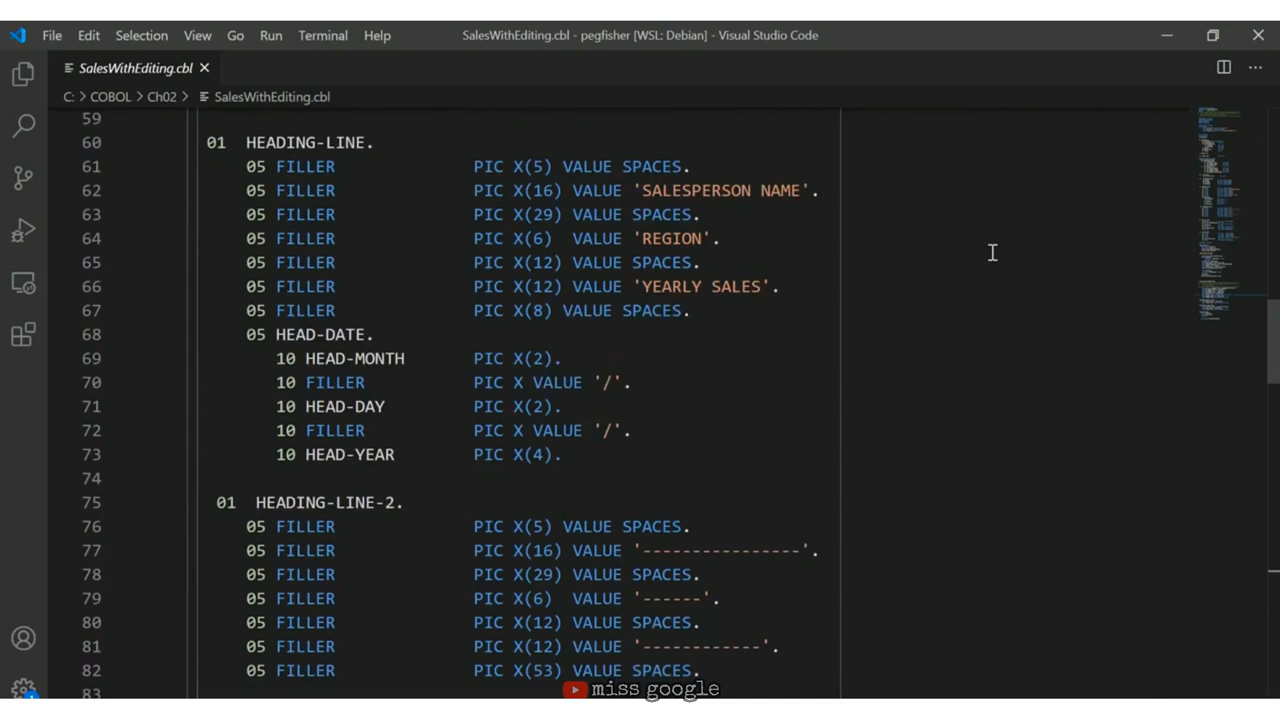 File Edit Selection View Go Run Terminal Help SalesWithEditing.cbl - pegfisher [WSL: Debian] - Visual Studio Code
SalesWithEditing.cbl
C: > COBOL > Ch02 > SalesWithEditing.cbl
59
60 01 HEADING-LINE.
61 05 FILLER PIC X(5) VALUE SPACES.
62 05 FILLER PIC X(16) VALUE 'SALESPERSON NAME'.
63 05 FILLER PIC X(29) VALUE SPACES.
64 05 FILLER PIC X(6) VALUE 'REGION'.
65 05 FILLER PIC X(12) VALUE SPACES.
66 05 FILLER PIC X(12) VALUE 'YEARLY SALES'.
67 05 FILLER PIC X(8) VALUE SPACES.
68 05 HEAD-DATE.
69 10 HEAD-MONTH PIC X(2).
70 10 FILLER PIC X VALUE '/'.
71 10 HEAD-DAY PIC X(2).
72 10 FILLER PIC X VALUE '/'.
73 10 HEAD-YEAR PIC X(4).
74
75 01 HEADING-LINE-2.
76 05 FILLER PIC X(5) VALUE SPACES.
77 05 FILLER PIC X(16) VALUE '----------------'.
78 05 FILLER PIC X(29) VALUE SPACES.
79 05 FILLER PIC X(6) VALUE '------'.
80 05 FILLER PIC X(12) VALUE SPACES.
81 05 FILLER PIC X(12) VALUE '------------'.
82 05 FILLER PIC X(53) VALUE SPACES.
83
miss google